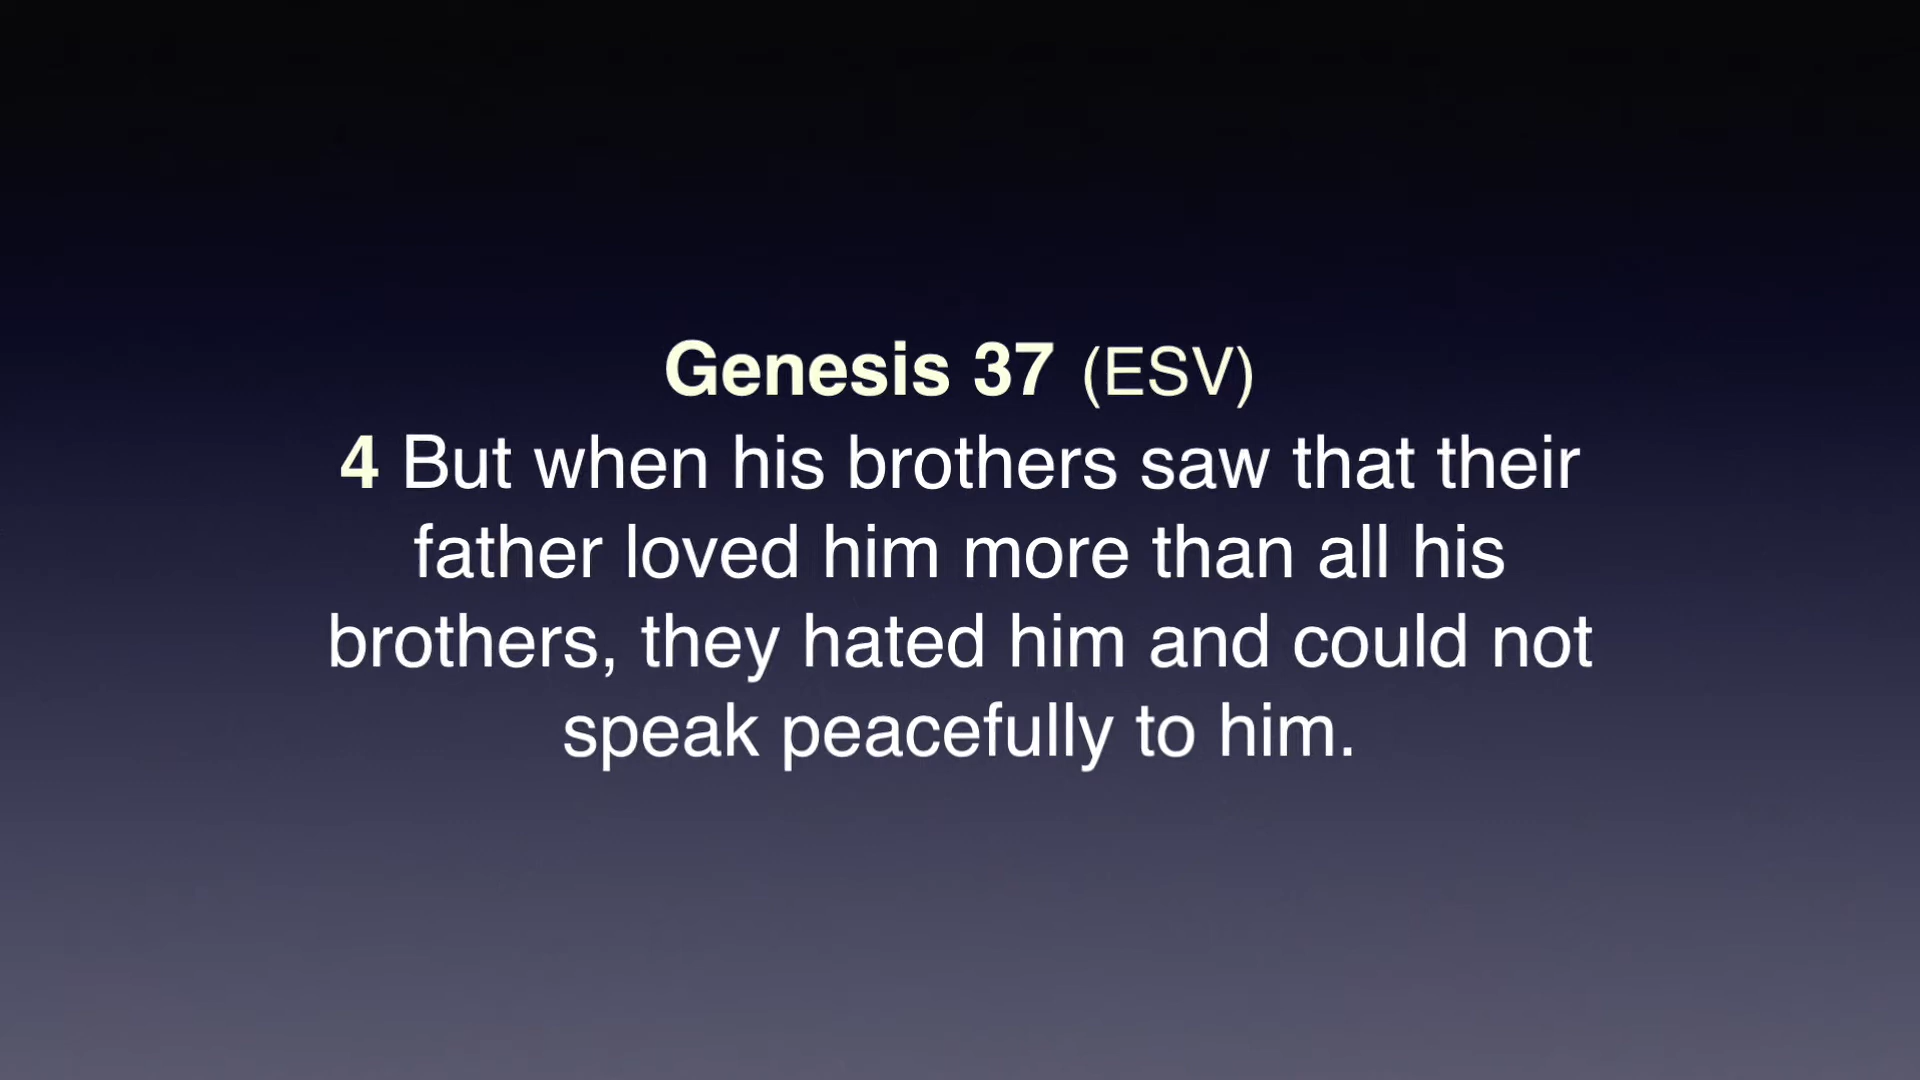 Genesis 37 (ESV)
4 But when his brothers saw that their
father loved him more than all his
brothers, they hated him and could not
speak peacefully to him.